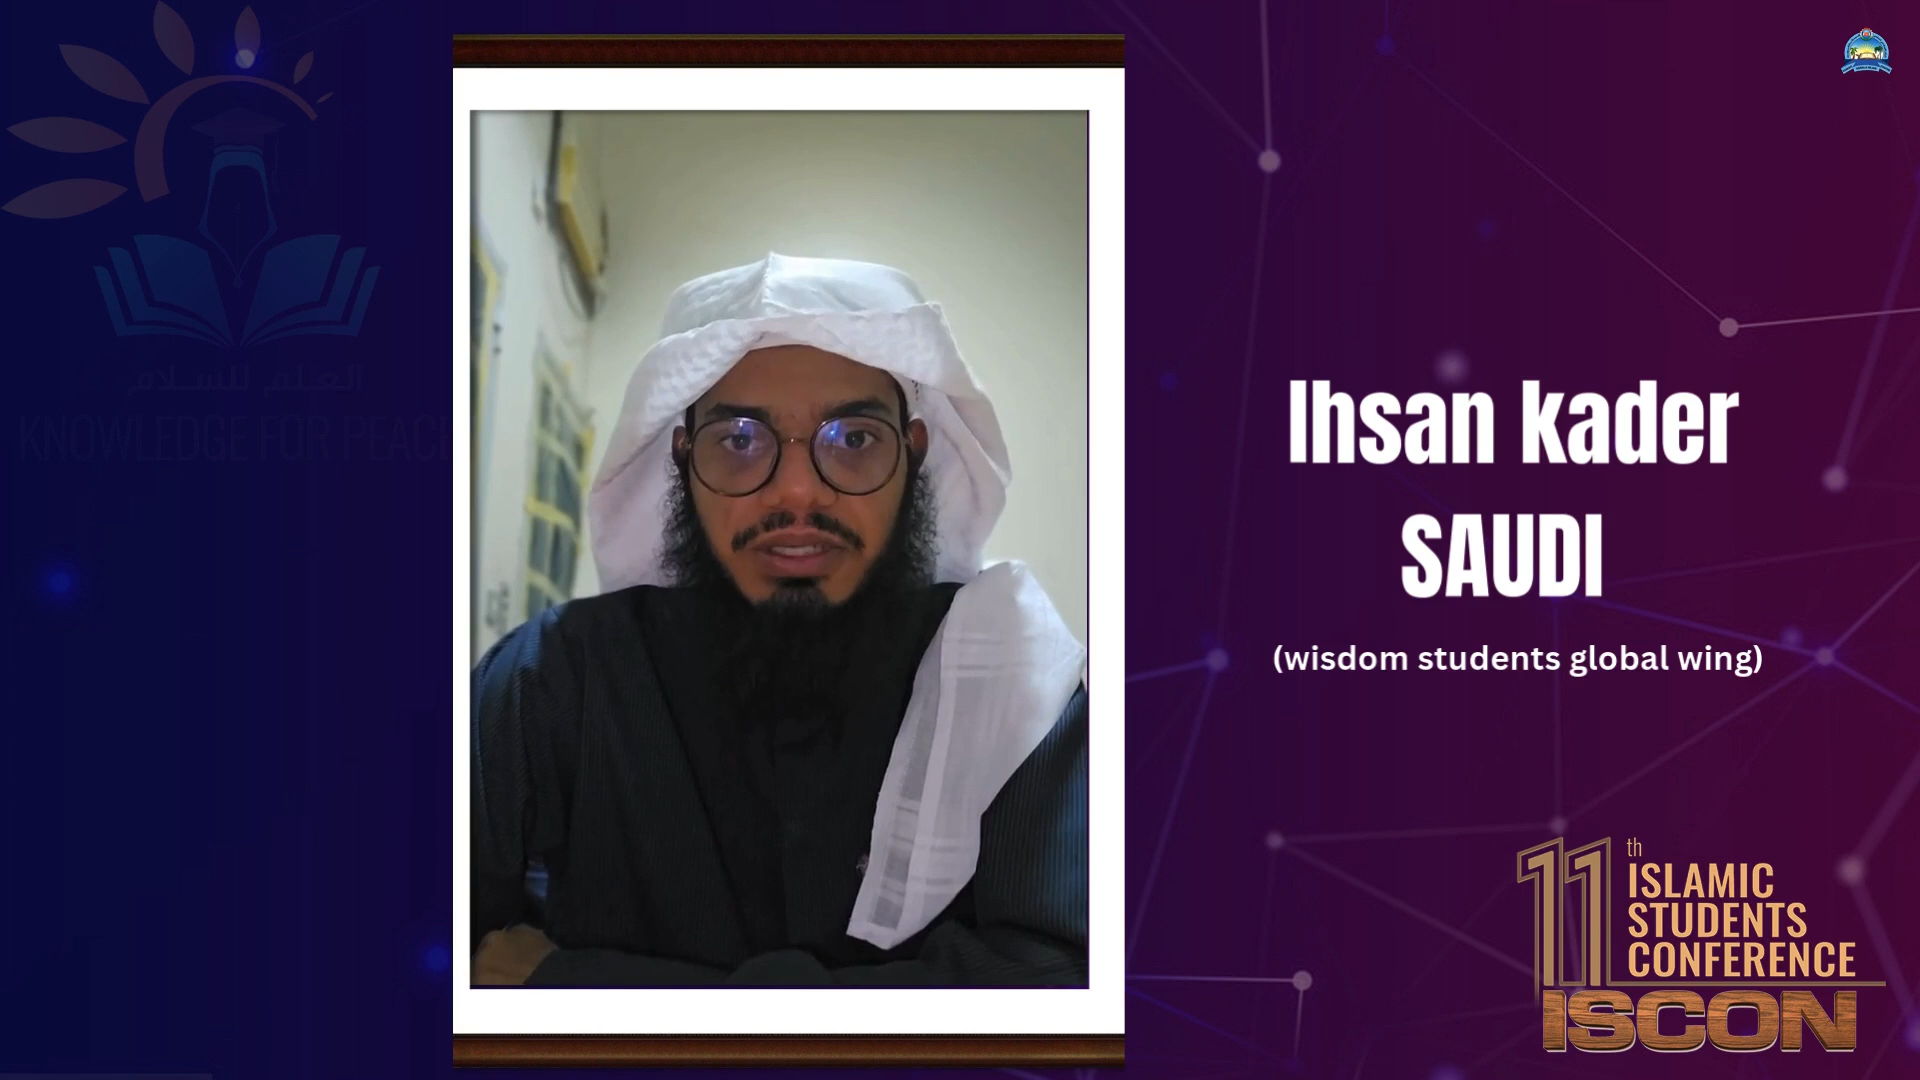 العلم للسلام
KNOWLEDGE FOR PEACE
Ihsan kader
SAUDI
(wisdom students global wing)
11th
ISLAMIC
STUDENTS
CONFERENCE
ISCON